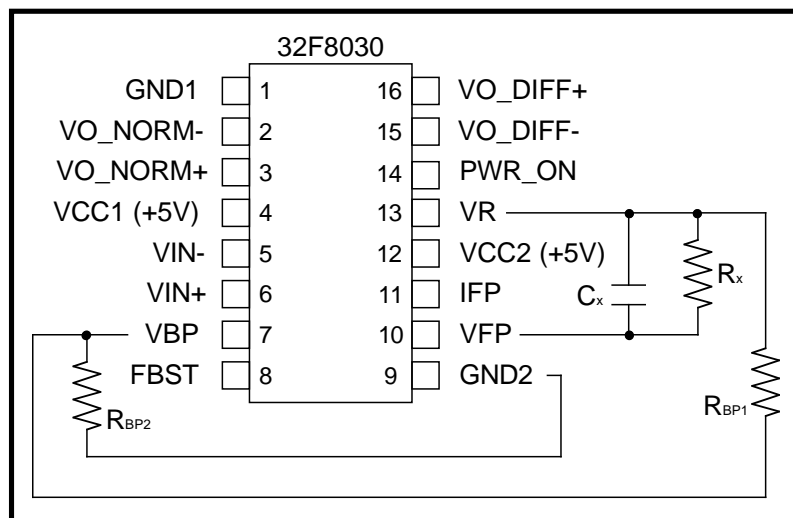 32F8030
GND1 1 16 VO_DIFF+
VO_NORM- 2 15 VO_DIFF-
VO_NORM+ 3 14 PWR_ON
VCC1 (+5V) 4 13 VR
VIN- 5 12 VCC2 (+5V)
VIN+ 6 11 IFP
VBP 7 10 VFP
FBST 8 9 GND2
Cx
Rx
RBP1
RBP2